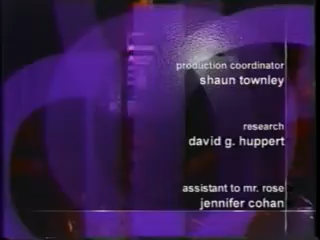 production coordinator
shaun townley
research
david g. huppert
assistant to mr. rose
jennifer cohan